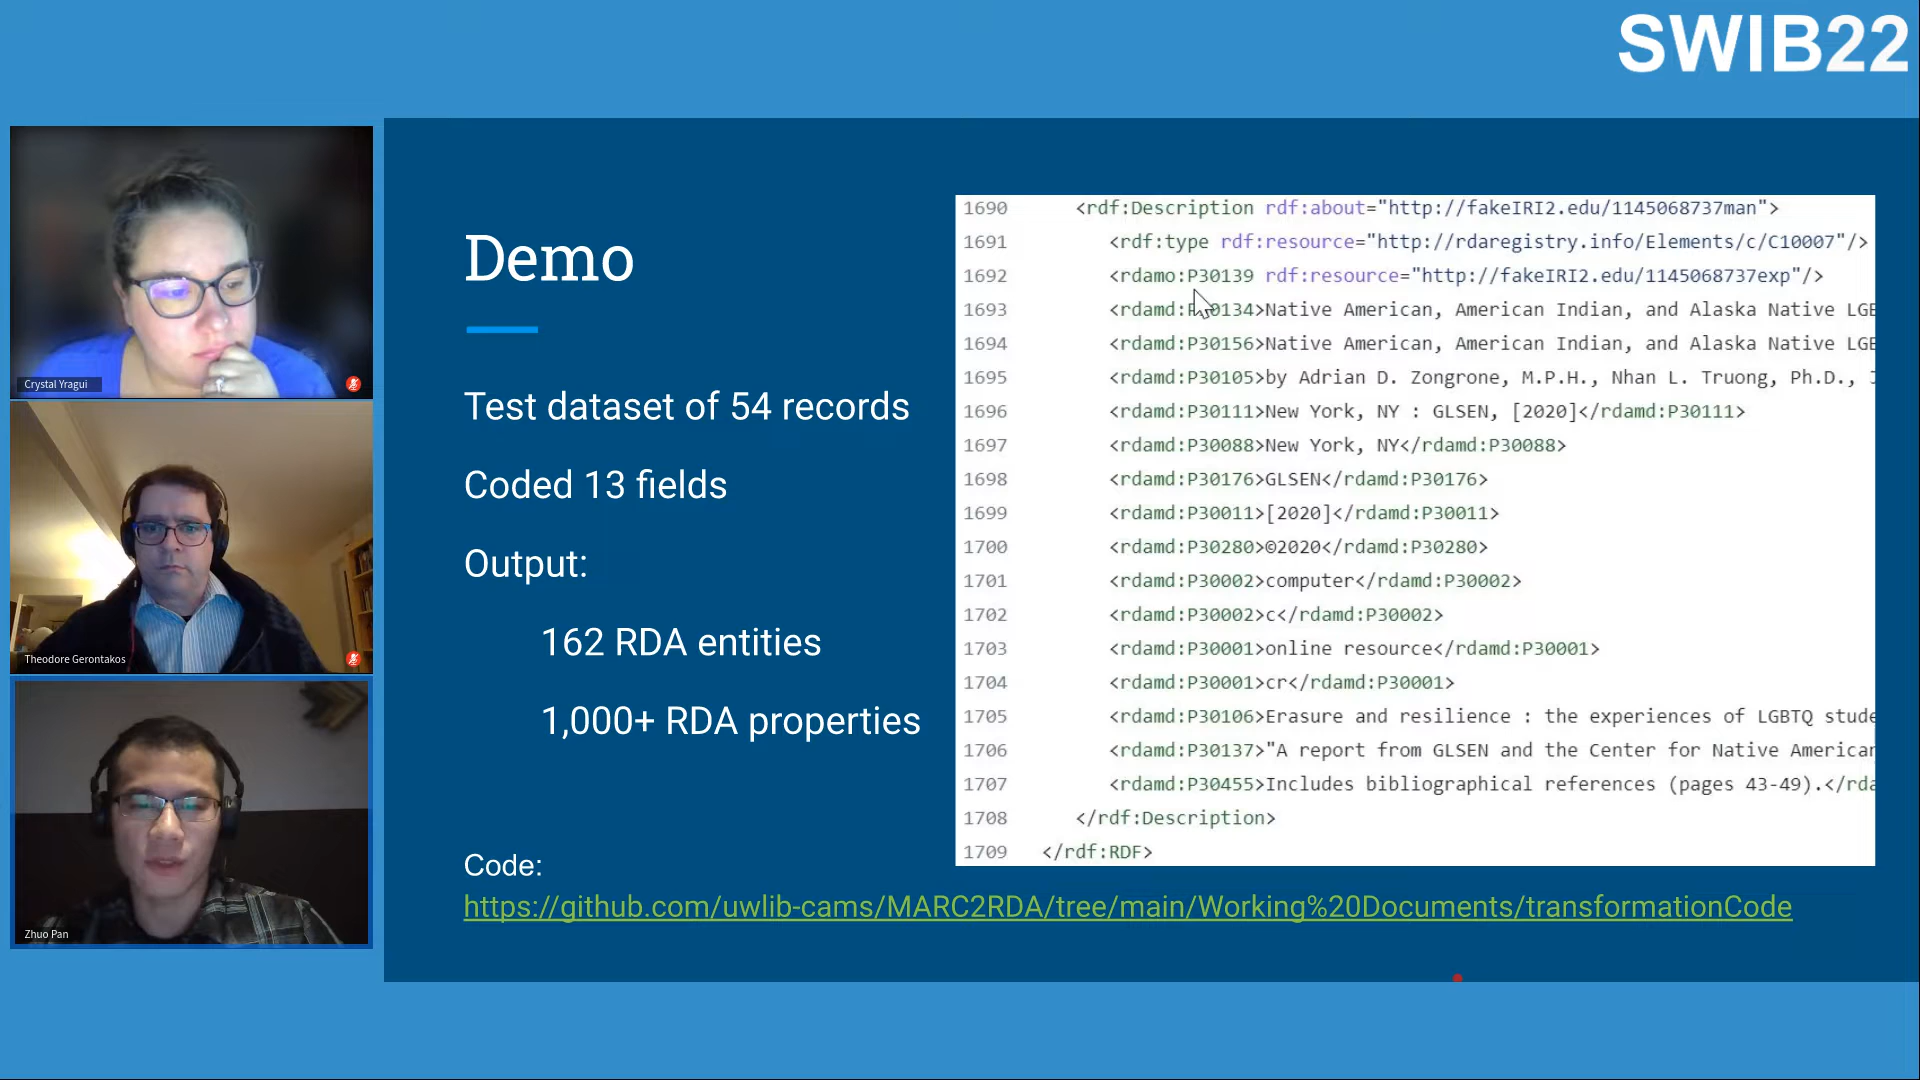 SWIB22
Crystal Yragui
Theodore Gerontakos
Zhuo Pan
Demo
Test dataset of 54 records
Coded 13 fields
Output:
162 RDA entities
1,000+ RDA properties
Code:
https://github.com/uwlib-cams/MARC2RDA/tree/main/Working%20Documents/transformationCode
1690 <rdf:Description rdf:about="http://fakeIRI2.edu/1145068737man">
1691 <rdf:type rdf:resource="http://rdaregistry.info/Elements/c/C10007"/>
1692 <rdamo:P30139 rdf:resource="http://fakeIRI2.edu/1145068737exp"/>
1693 <rdamd:P30134>Native American, American Indian, and Alaska Native LGB
1694 <rdamd:P30156>Native American, American Indian, and Alaska Native LGB
1695 <rdamd:P30105>by Adrian D. Zongrone, M.P.H., Nhan L. Truong, Ph.D., J
1696 <rdamd:P30111>New York, NY : GLSEN, [2020]</rdamd:P30111>
1697 <rdamd:P30088>New York, NY</rdamd:P30088>
1698 <rdamd:P30176>GLSEN</rdamd:P30176>
1699 <rdamd:P30011>[2020]</rdamd:P30011>
1700 <rdamd:P30280>©2020</rdamd:P30280>
1701 <rdamd:P30002>computer</rdamd:P30002>
1702 <rdamd:P30002>c</rdamd:P30002>
1703 <rdamd:P30001>online resource</rdamd:P30001>
1704 <rdamd:P30001>cr</rdamd:P30001>
1705 <rdamd:P30106>Erasure and resilience : the experiences of LGBTQ stude
1706 <rdamd:P30137>"A report from GLSEN and the Center for Native American
1707 <rdamd:P30455>Includes bibliographical references (pages 43-49).</rda
1708 </rdf:Description>
1709 </rdf:RDF>